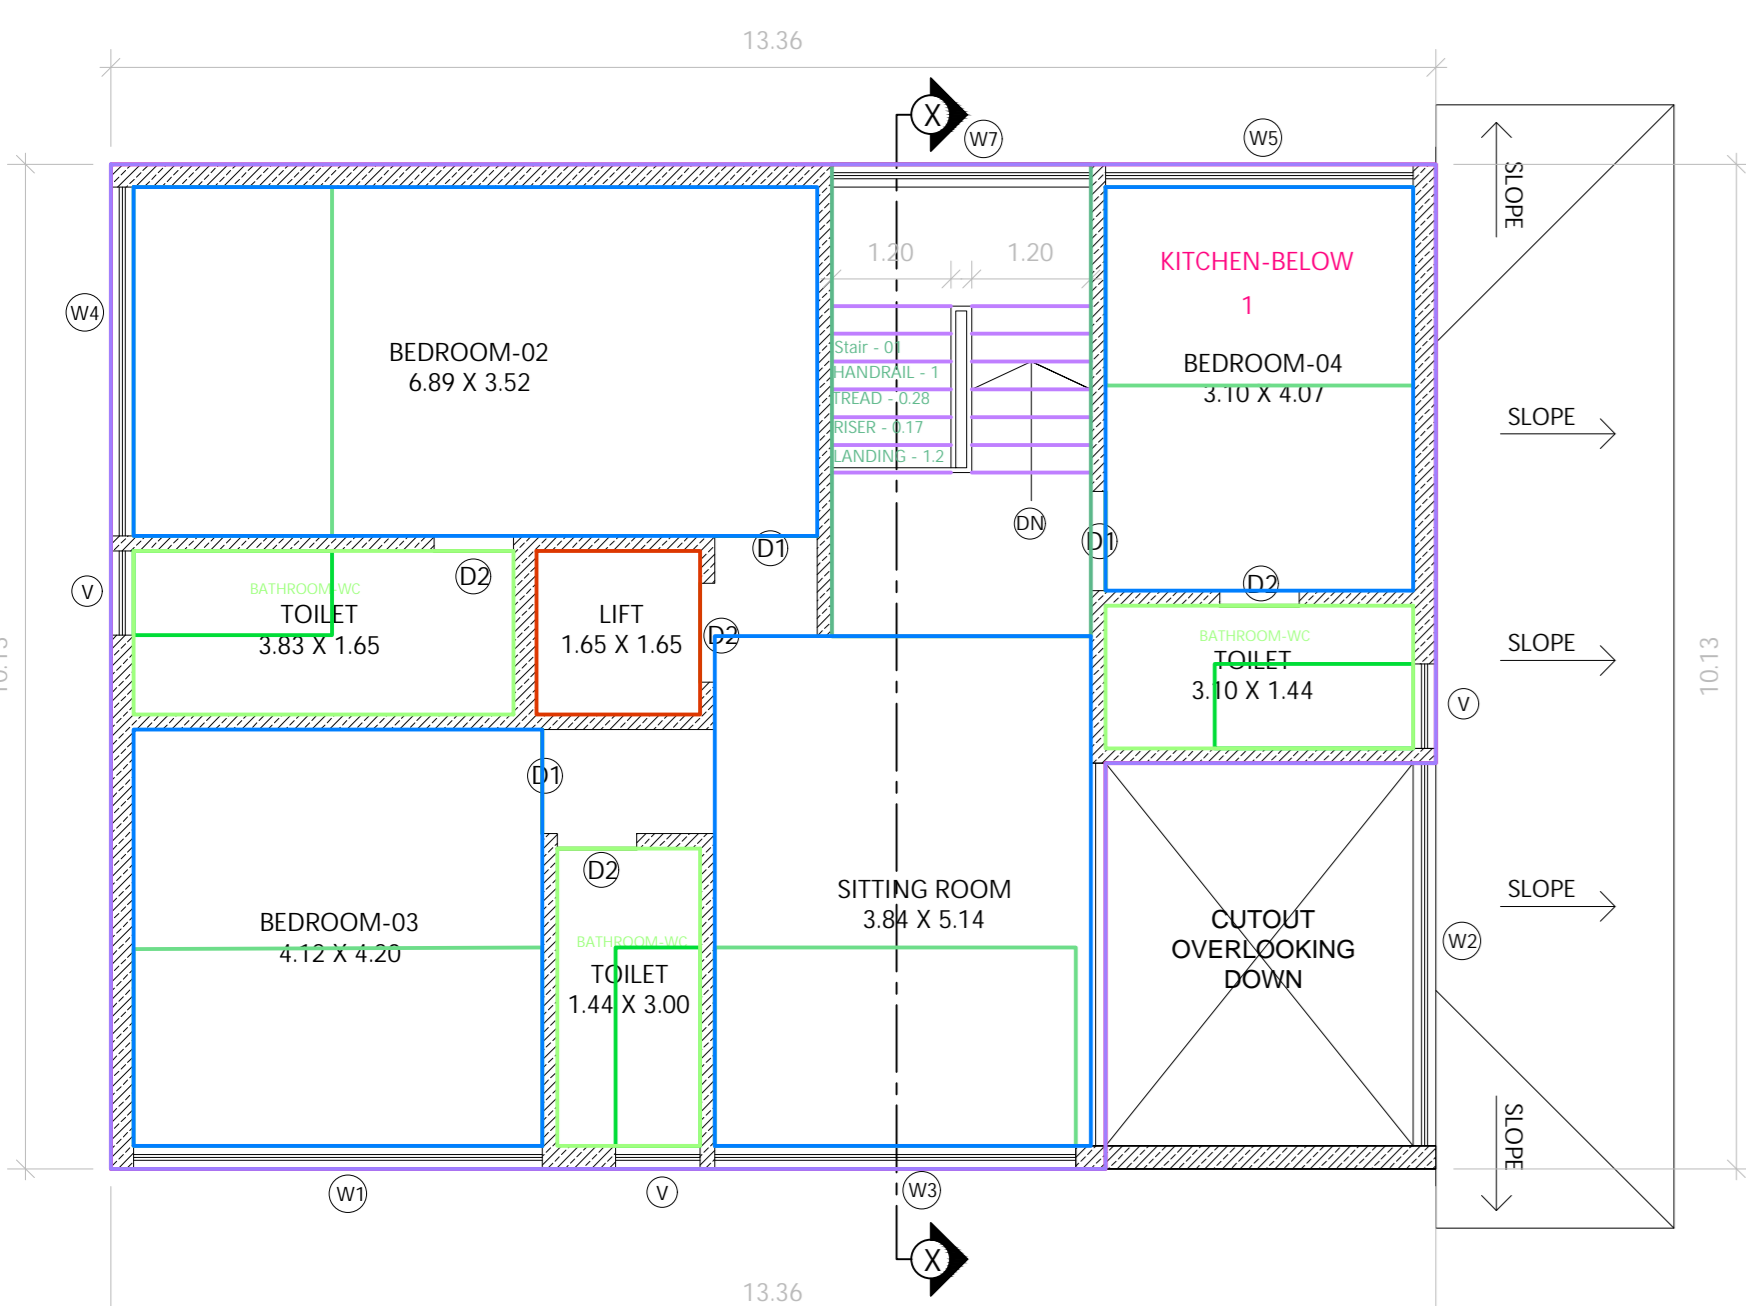 13.36
X
W7
W5
SLOPE
1.20
1.20
KITCHEN-BELOW
1
W4
Stair - 01
HANDRAIL - 1
TREAD - 0.28
RISER - 0.17
LANDING - 1.2
BEDROOM-02
6.89 X 3.52
BEDROOM-04
3.10 X 4.07
SLOPE
DN
D1
D1
D2
D2
V
BATHROOM-WC
TOILET
3.83 X 1.65
LIFT
1.65 X 1.65
D2
BATHROOM-WC
TOILET
3.10 X 1.44
SLOPE
10.13
10.13
V
D1
D2
BEDROOM-03
4.12 X 4.20
BATHROOM-WC
TOILET
1.44 X 3.00
SITTING ROOM
3.84 X 5.14
CUTOUT
OVERLOOKING
DOWN
SLOPE
W2
SLOPE
W1
V
W3
X
13.36